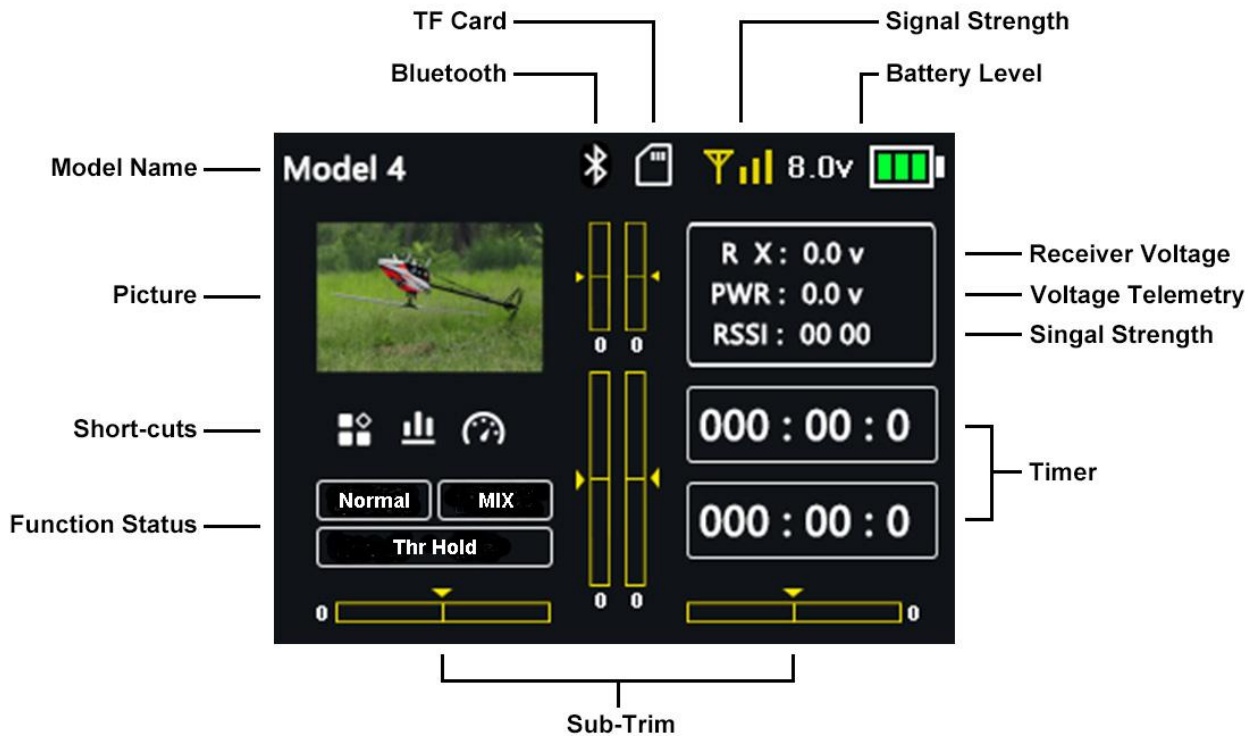 TF Card
Signal Strength
Bluetooth
Battery Level
Model Name
Model 4
8.0v
Picture
R X : 0.0 v
Receiver Voltage
PWR : 0.0 v
Voltage Telemetry
RSSI : 00 00
Singal Strength
0 0
Short-cuts
000 : 00 : 0
Timer
Function Status
Normal
MIX
Thr Hold
000 : 00 : 0
0
0 0
0
Sub-Trim